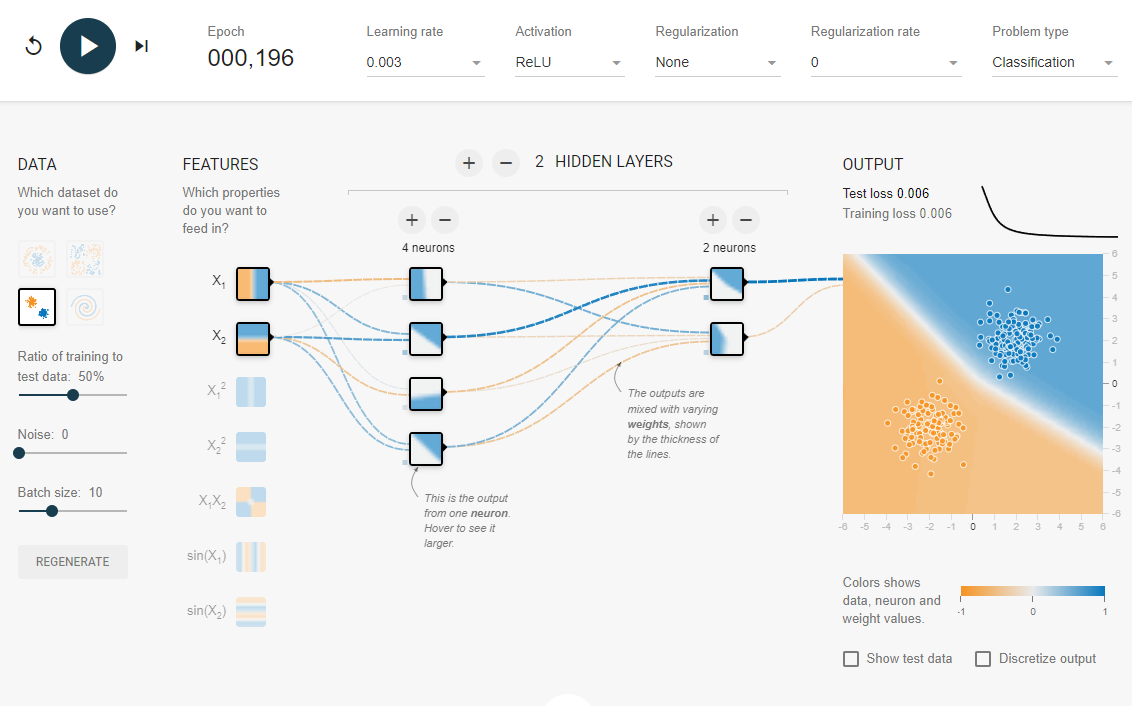 Epoch
000,196
Learning rate
0.003
Activation
ReLU
Regularization
None
Regularization rate
0
Problem type
Classification
DATA
Which dataset do
you want to use?
Ratio of training to
test data: 50%
Noise: 0
Batch size: 10
REGENERATE
FEATURES
Which properties
do you want to
feed in?
X₁
X₂
X₁²
X₂²
X₁X₂
sin(X₁)
sin(X₂)
+ − 2 HIDDEN LAYERS
+ −
4 neurons
+ −
2 neurons
The outputs are
mixed with varying
weights, shown
by the thickness of
the lines.
This is the output
from one neuron.
Hover to see it
larger.
OUTPUT
Test loss 0.006
Training loss 0.006
6
5
4
3
2
1
0
-1
-2
-3
-4
-5
-6
-6 -5 -4 -3 -2 -1 0 1 2 3 4 5 6
Colors shows
data, neuron and
weight values.
-1 0 1
Show test data
Discretize output